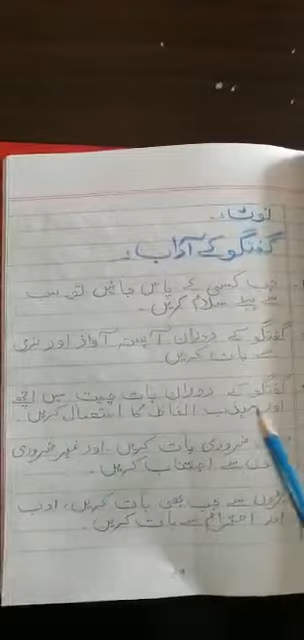 نوٹ:
گفتگو کے آداب:
جب کسی کے پاس جائیں تو سب
سے پہلے سلام کریں۔
گفتگو کے دوران آہستہ آواز اور نرمی
سے بات کریں
گفتگو کے دوران بات چیت میں اچھے
اور مہذب الفاظ کا استعمال کریں۔
ضروری بات کریں اور غیر ضروری
سے اجتناب کریں۔
بڑوں سے جب بھی بات کریں، ادب
اور احترام سے بات کریں۔